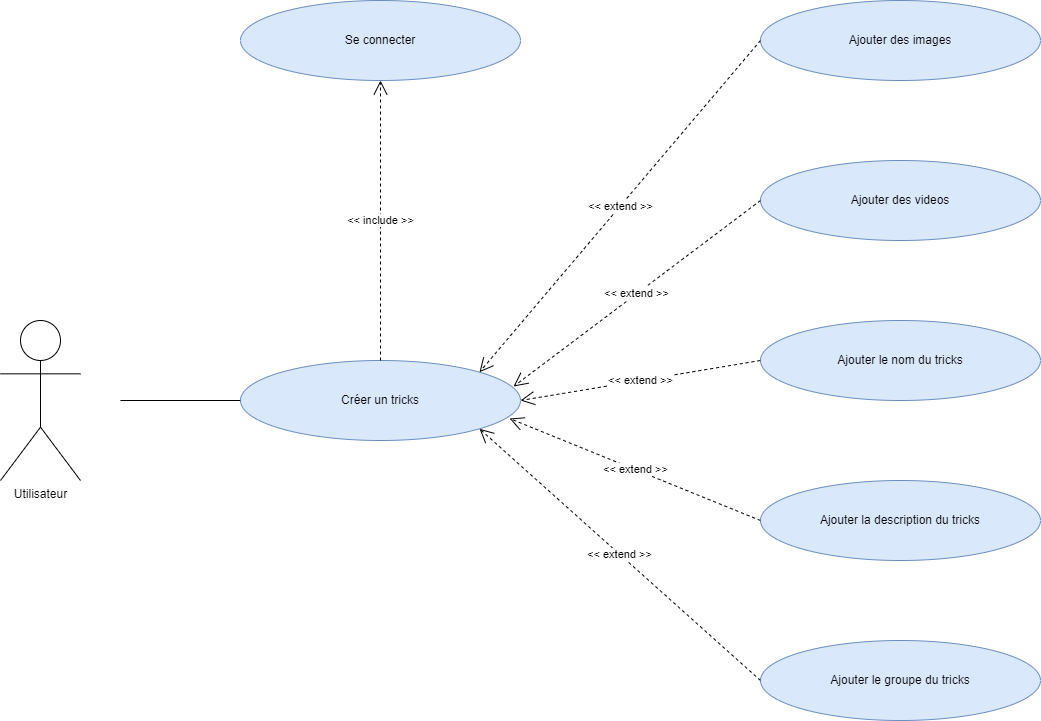 Se connecter
Ajouter des images
<< extend >>
Ajouter des videos
<< include >>
<< extend >>
Ajouter le nom du tricks
<< extend >>
Créer un tricks
<< extend >>
Utilisateur
Ajouter la description du tricks
<< extend >>
Ajouter le groupe du tricks